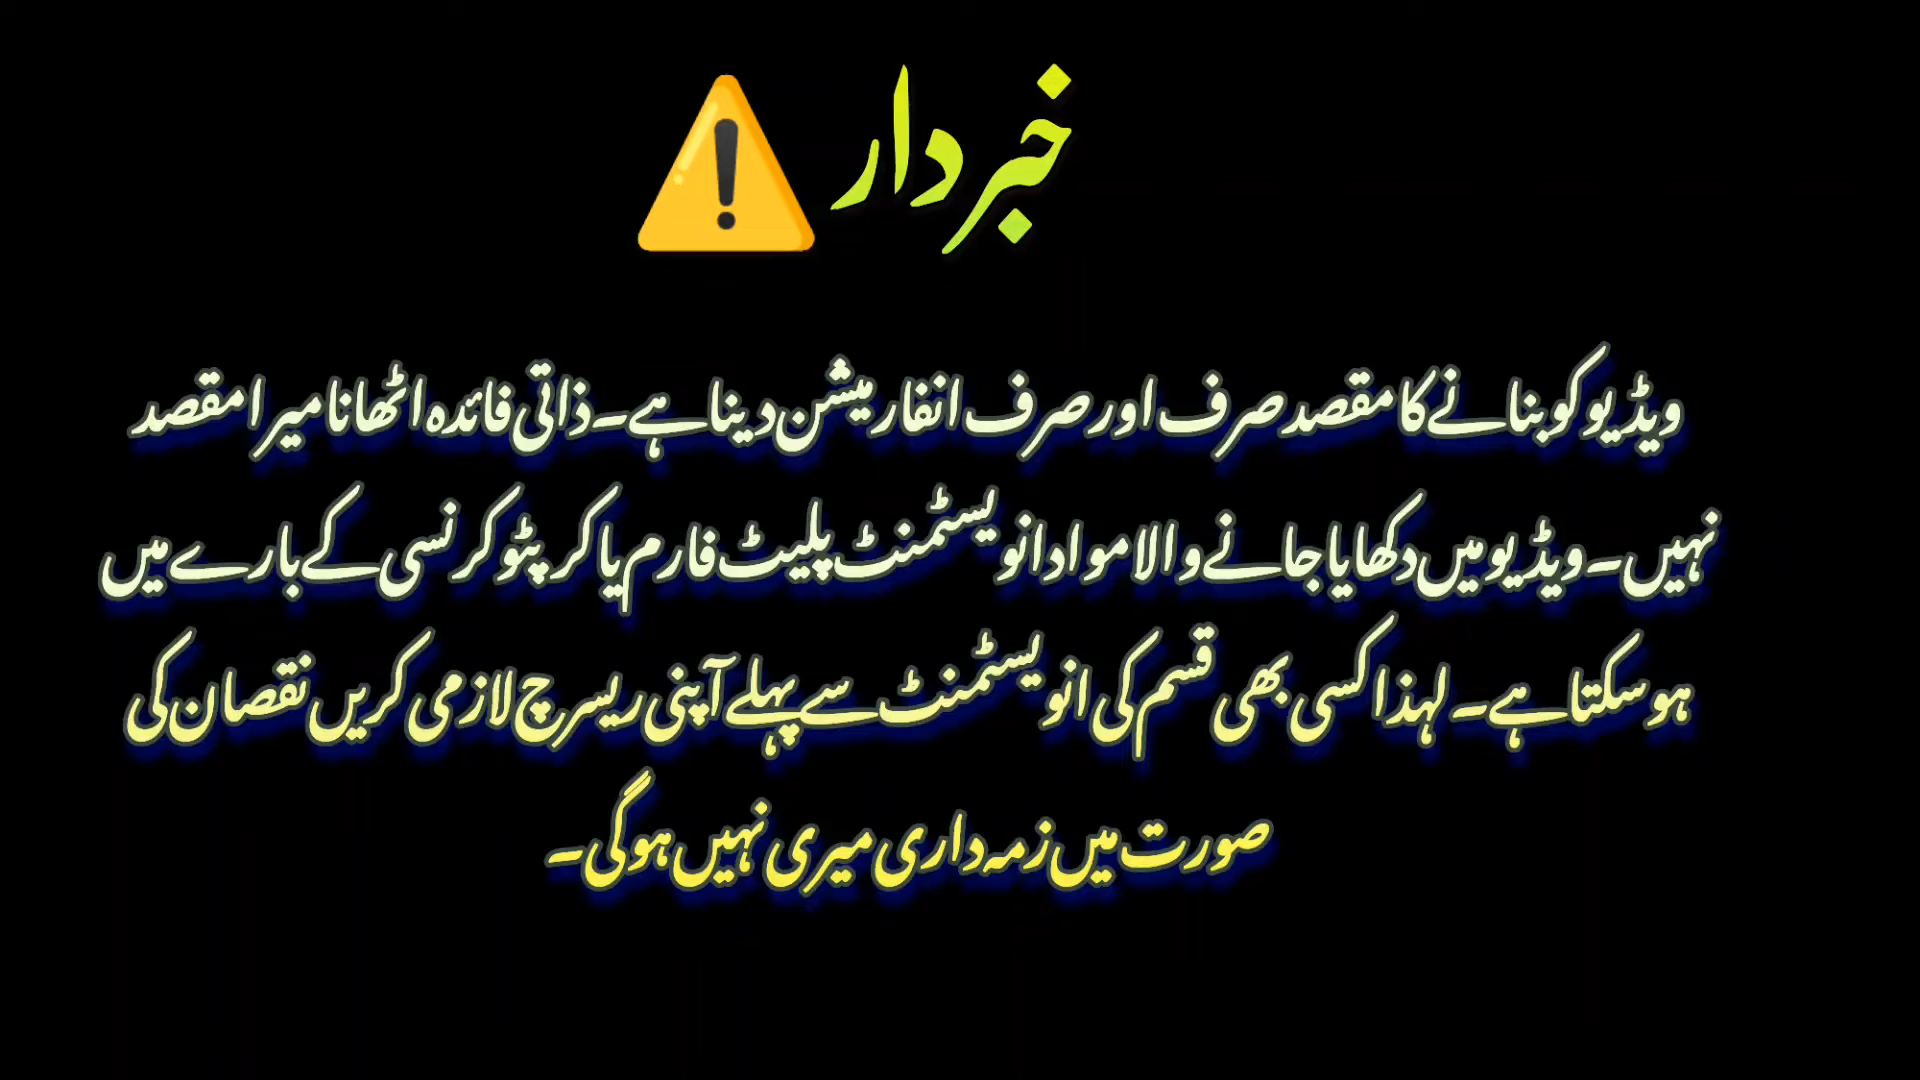 خبردار
ویڈیو کو بنانے کا مقصد صرف اور صرف انفارمیشن دینا ہے۔ ذاتی فائدہ اٹھانا میرا مقصد
نہیں۔ ویڈیو میں دکھایا جانے والا مواد انویسٹمنٹ پلیٹ فارم یا کرپٹو کرنسی کے بارے میں
ہو سکتا ہے۔ لہذا کسی بھی قسم کی انویسٹمنٹ سے پہلے آپنی ریسرچ لازمی کریں نقصان کی
صورت میں زمہ داری میری نہیں ہو گی۔